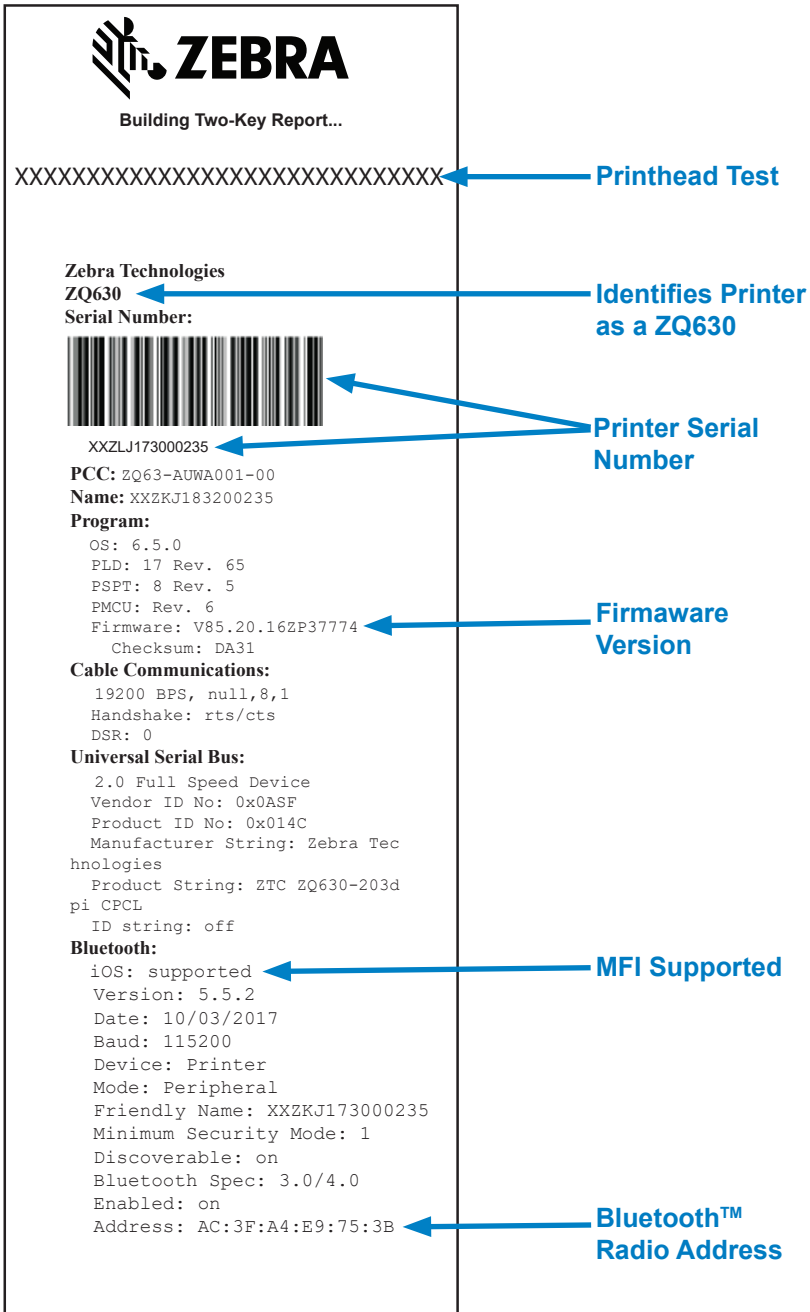 ZEBRA
Building Two-Key Report...
XXXXXXXXXXXXXXXXXXXXXXXXXXXXXX
Printhead Test
Zebra Technologies
ZQ630
Identifies Printer
as a ZQ630
Serial Number:
XXZLJ173000235
Printer Serial
Number
PCC: ZQ63-AUWA001-00
Name: XXZKJ183200235
Program:
OS: 6.5.0
PLD: 17 Rev. 65
PSPT: 8 Rev. 5
PMCU: Rev. 6
Firmware: V85.20.16ZP37774
Firmaware
Version
Checksum: DA31
Cable Communications:
19200 BPS, null,8,1
Handshake: rts/cts
DSR: 0
Universal Serial Bus:
2.0 Full Speed Device
Vendor ID No: 0x0ASF
Product ID No: 0x014C
Manufacturer String: Zebra Tec
hnologies
Product String: ZTC ZQ630-203d
pi CPCL
ID string: off
Bluetooth:
iOS: supported
MFI Supported
Version: 5.5.2
Date: 10/03/2017
Baud: 115200
Device: Printer
Mode: Peripheral
Friendly Name: XXZKJ173000235
Minimum Security Mode: 1
Discoverable: on
Bluetooth Spec: 3.0/4.0
Enabled: on
Address: AC:3F:A4:E9:75:3B
Bluetooth™
Radio Address